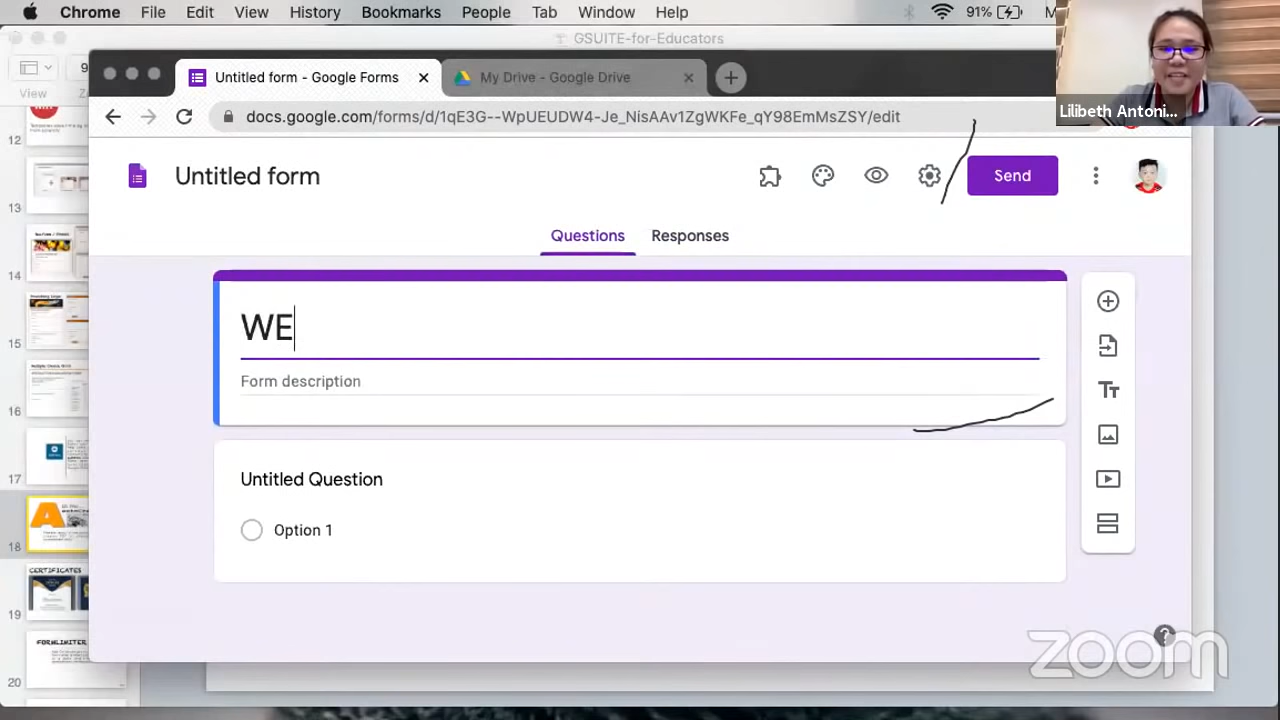 Chrome File Edit View History Bookmarks People Tab Window Help 91%
GSUITE-for-Educators
View
Untitled form - Google Forms
My Drive - Google Drive
docs.google.com/forms/d/1qE3G--WpUEUDW4-Je_NisAAv1ZgWKFe_qY98EmMsZSY/edit
Lilibeth Antoni...
Untitled form
Send
Questions Responses
WE
Form description
Untitled Question
Option 1
12
13
14
15
16
17
18
CERTIFICATES
19
FORMLIMITER
20
zoom